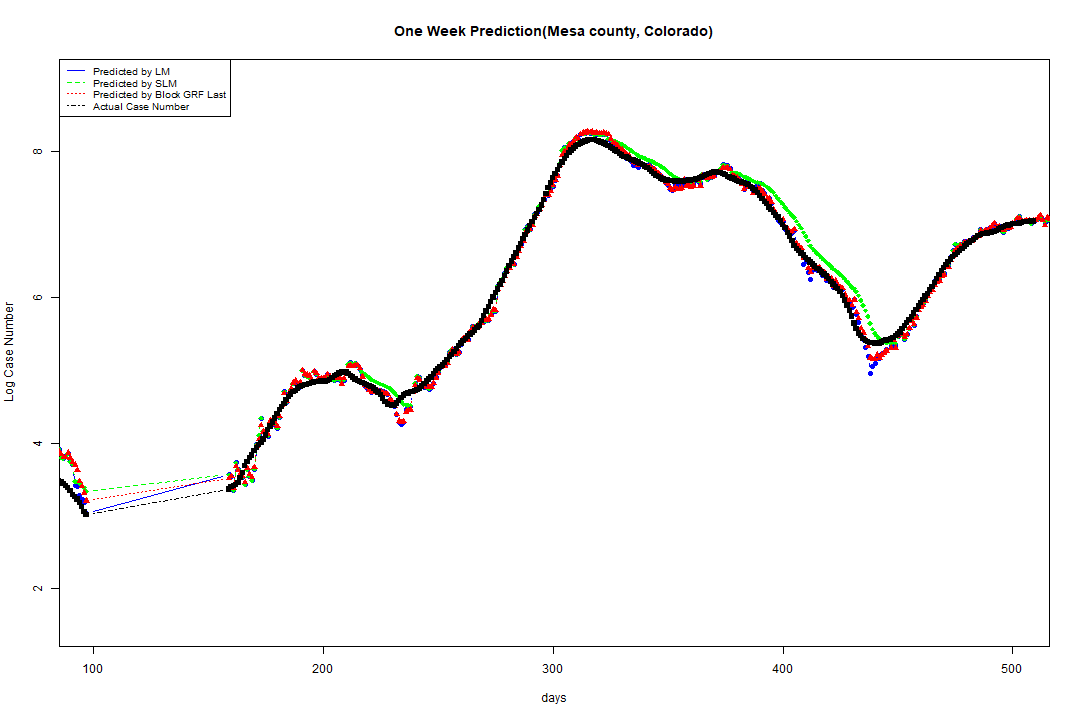 One Week Prediction(Mesa county, Colorado)
Predicted by LM
Predicted by SLM
Predicted by Block GRF Last
Actual Case Number
8
6
4
2
Log Case Number
100 200 300 400 500
days